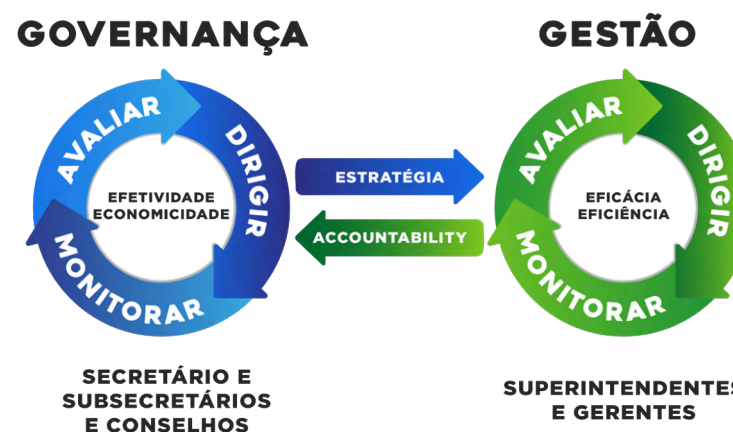 GOVERNANÇA
AVALIAR
DIRIGIR
MONITORAR
EFETIVIDADE
ECONOMICIDADE
SECRETÁRIO E
SUBSECRETÁRIOS
E CONSELHOS
ESTRATÉGIA
ACCOUNTABILITY
GESTÃO
AVALIAR
DIRIGIR
MONITORAR
EFICÁCIA
EFICIÊNCIA
SUPERINTENDENTES
E GERENTES